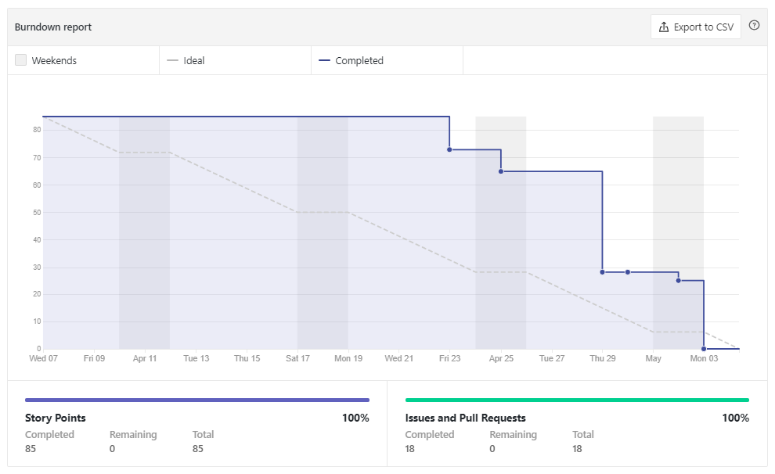 Burndown report
Export to CSV
Weekends
Ideal
Completed
80
70
60
50
40
30
20
10
0
Wed 07 Fri 09 Apr 11 Tue 13 Thu 15 Sat 17 Mon 19 Wed 21 Fri 23 Apr 25 Tue 27 Thu 29 May Mon 03
Story Points 100%
Completed Remaining Total
85 0 85
Issues and Pull Requests 100%
Completed Remaining Total
18 0 18